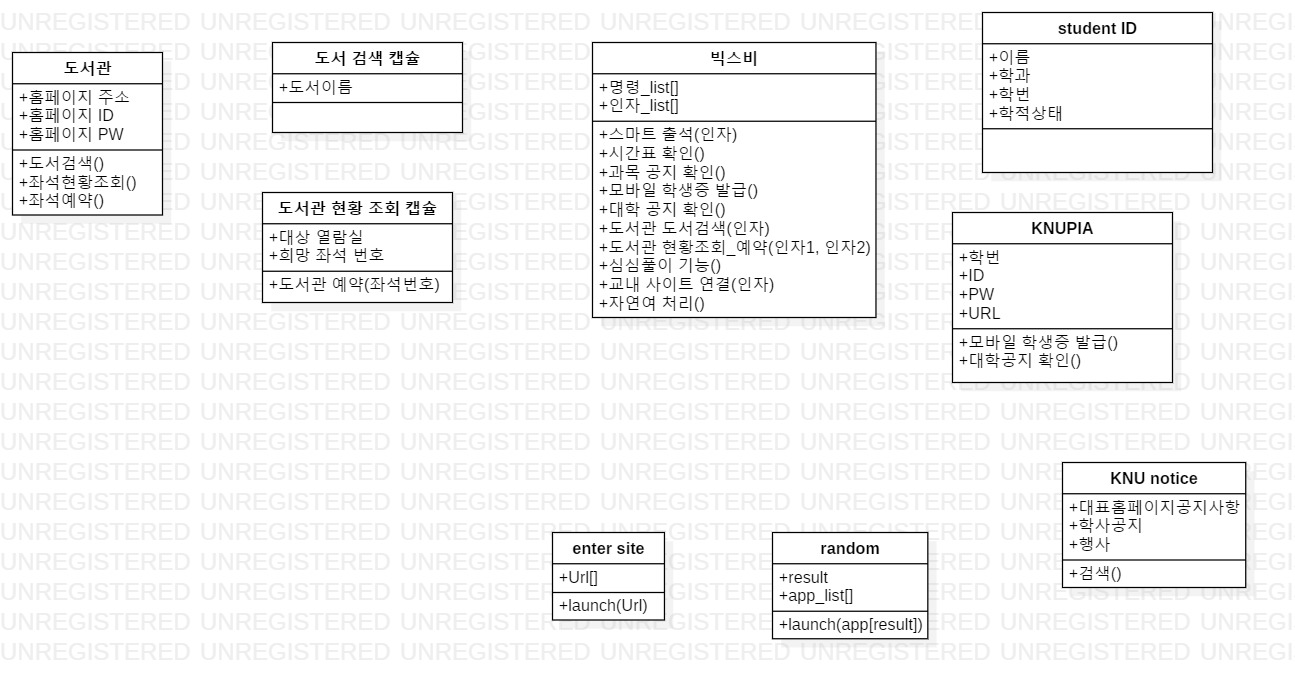 도서관
+홈페이지 주소
+홈페이지 ID
+홈페이지 PW
+도서검색()
+좌석현황조회()
+좌석예약()
도서 검색 캡슐
+도서이름
도서관 현황 조회 캡슐
+대상 열람실
+희망 좌석 번호
+도서관 예약(좌석번호)
빅스비
+명령_list[]
+인자_list[]
+스마트 출석(인자)
+시간표 확인()
+과목 공지 확인()
+모바일 학생증 발급()
+대학 공지 확인()
+도서관 도서검색(인자)
+도서관 현황조회_예약(인자1, 인자2)
+심심풀이 기능()
+교내 사이트 연결(인자)
+자연여 처리()
student ID
+이름
+학과
+학번
+학적상태
KNUPIA
+학번
+ID
+PW
+URL
+모바일 학생증 발급()
+대학공지 확인()
KNU notice
+대표홈페이지공지사항
+학사공지
+행사
+검색()
enter site
+Url[]
+launch(Url)
random
+result
+app_list[]
+launch(app[result])
UNREGISTERED